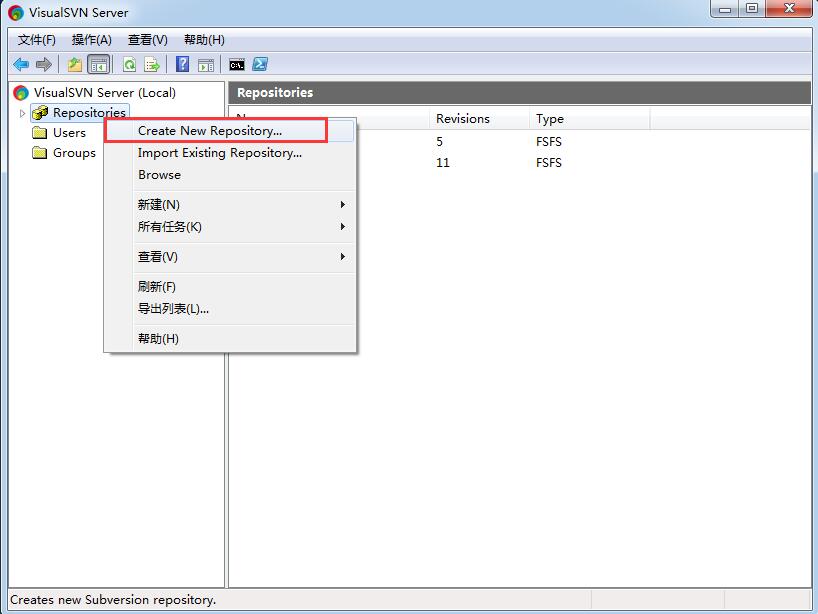 VisualSVN Server
文件(F) 操作(A) 查看(V) 帮助(H)
VisualSVN Server (Local)
Repositories
Users
Groups
Repositories
Revisions Type
5 FSFS
11 FSFS
Create New Repository...
Import Existing Repository...
Browse
新建(N)
所有任务(K)
查看(V)
刷新(F)
导出列表(L)...
帮助(H)
Creates new Subversion repository.